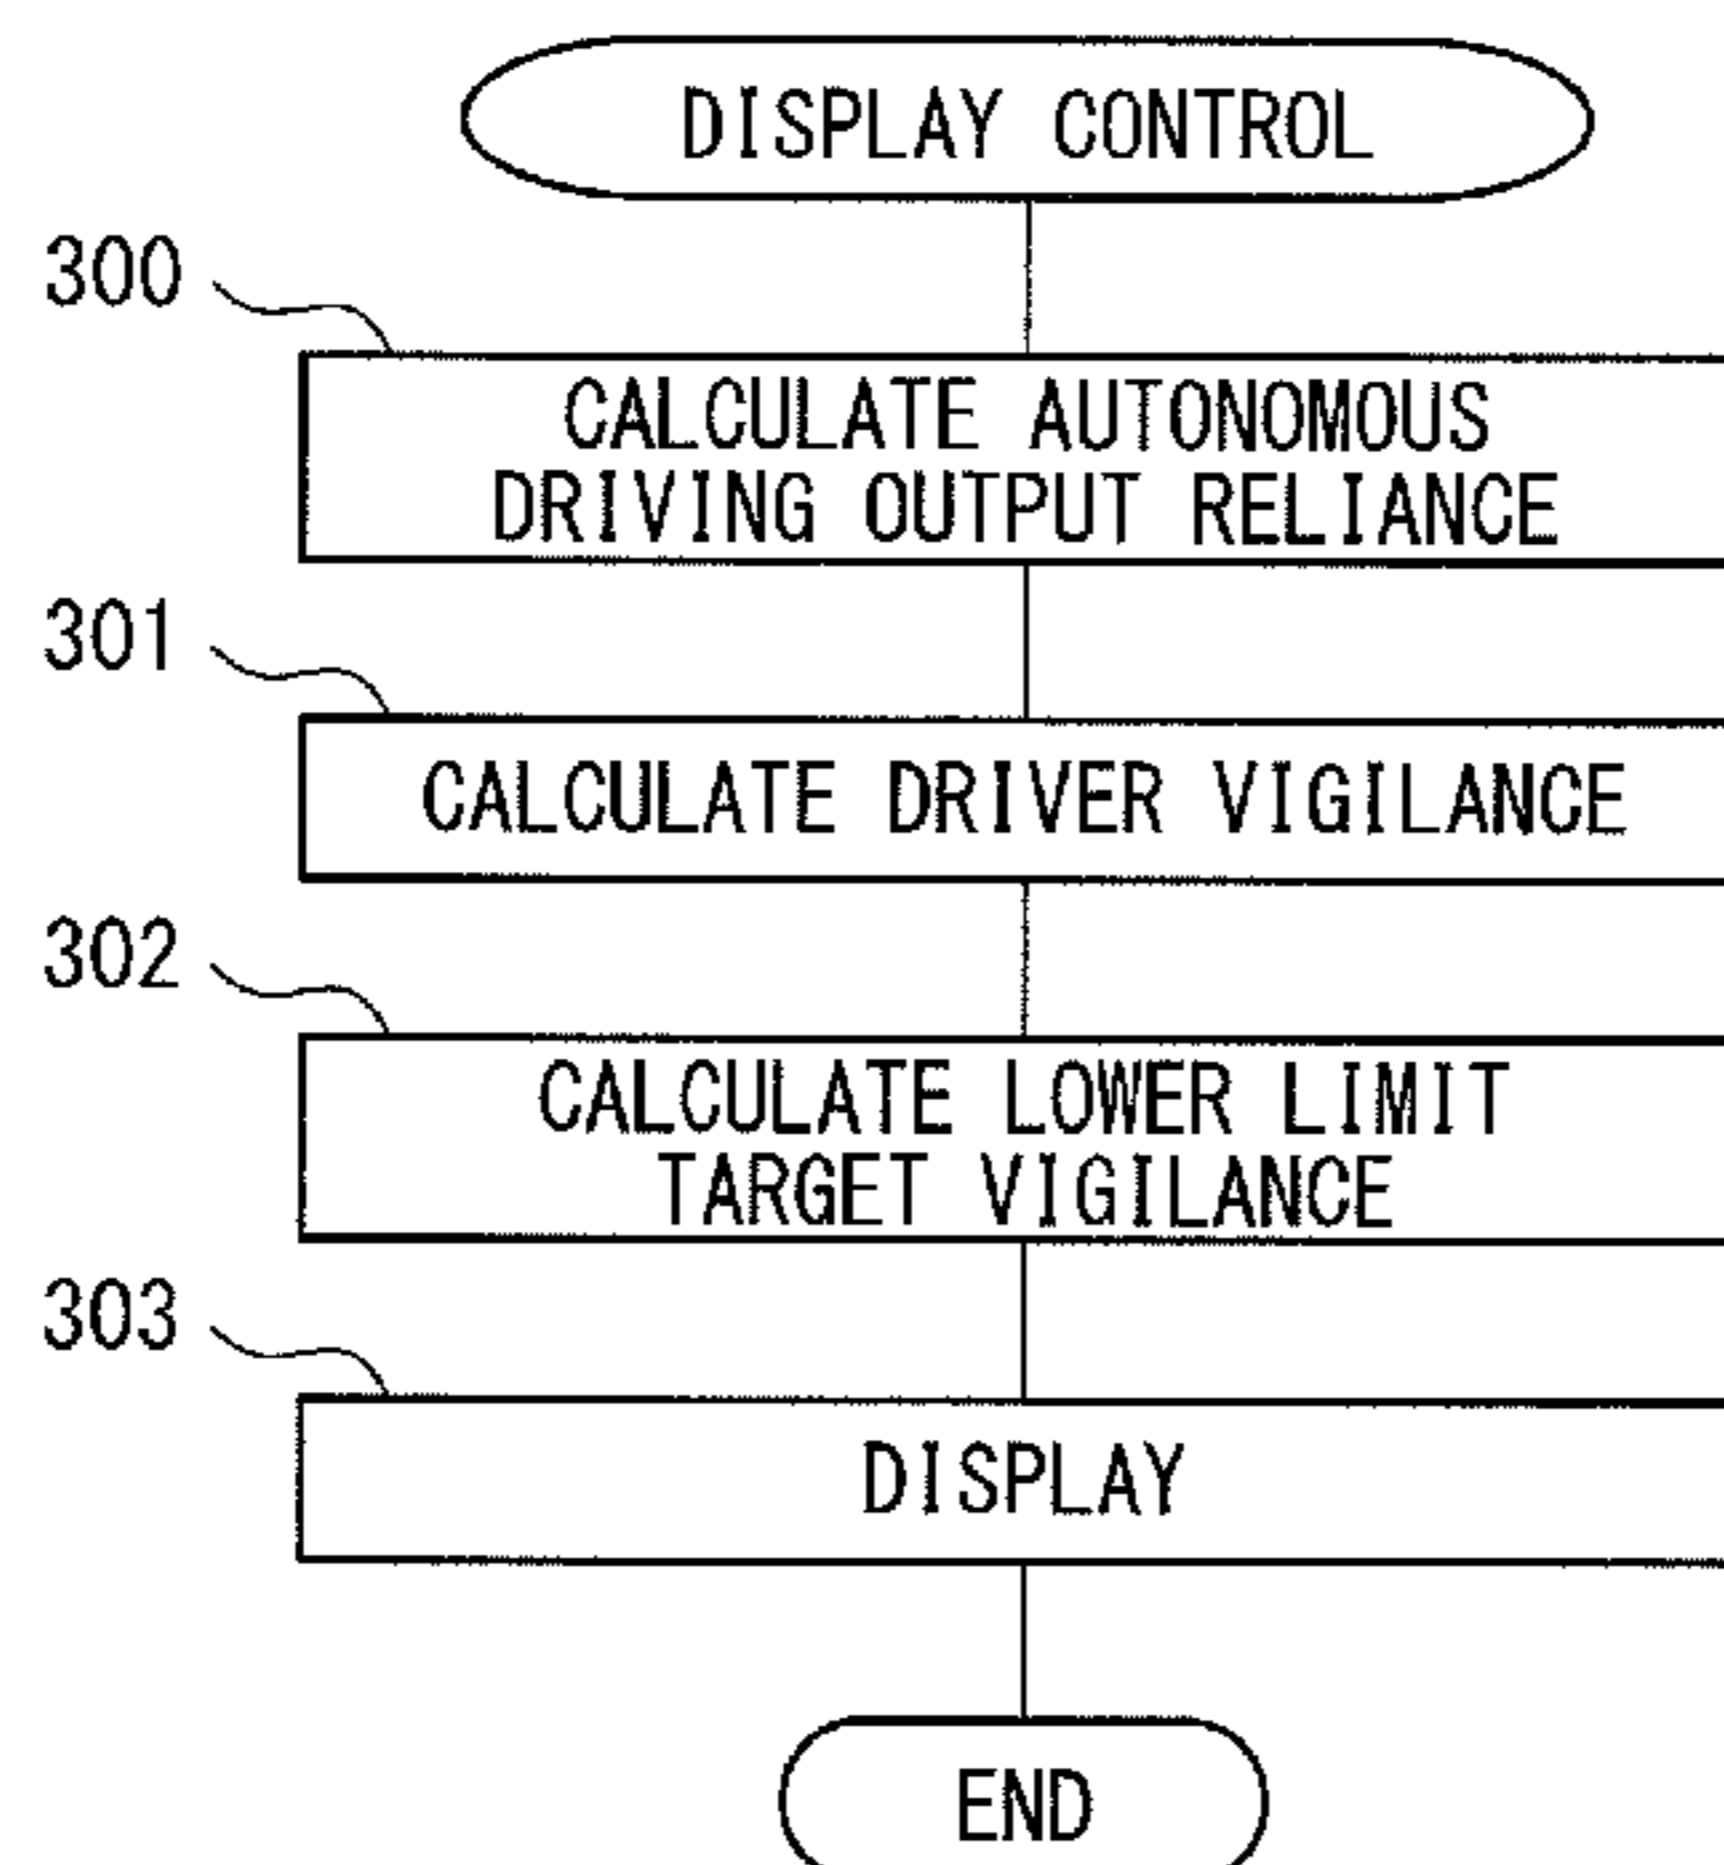 DISPLAY CONTROL
300
CALCULATE AUTONOMOUS
DRIVING OUTPUT RELIANCE
301
CALCULATE DRIVER VIGILANCE
302
CALCULATE LOWER LIMIT
TARGET VIGILANCE
303
DISPLAY
END